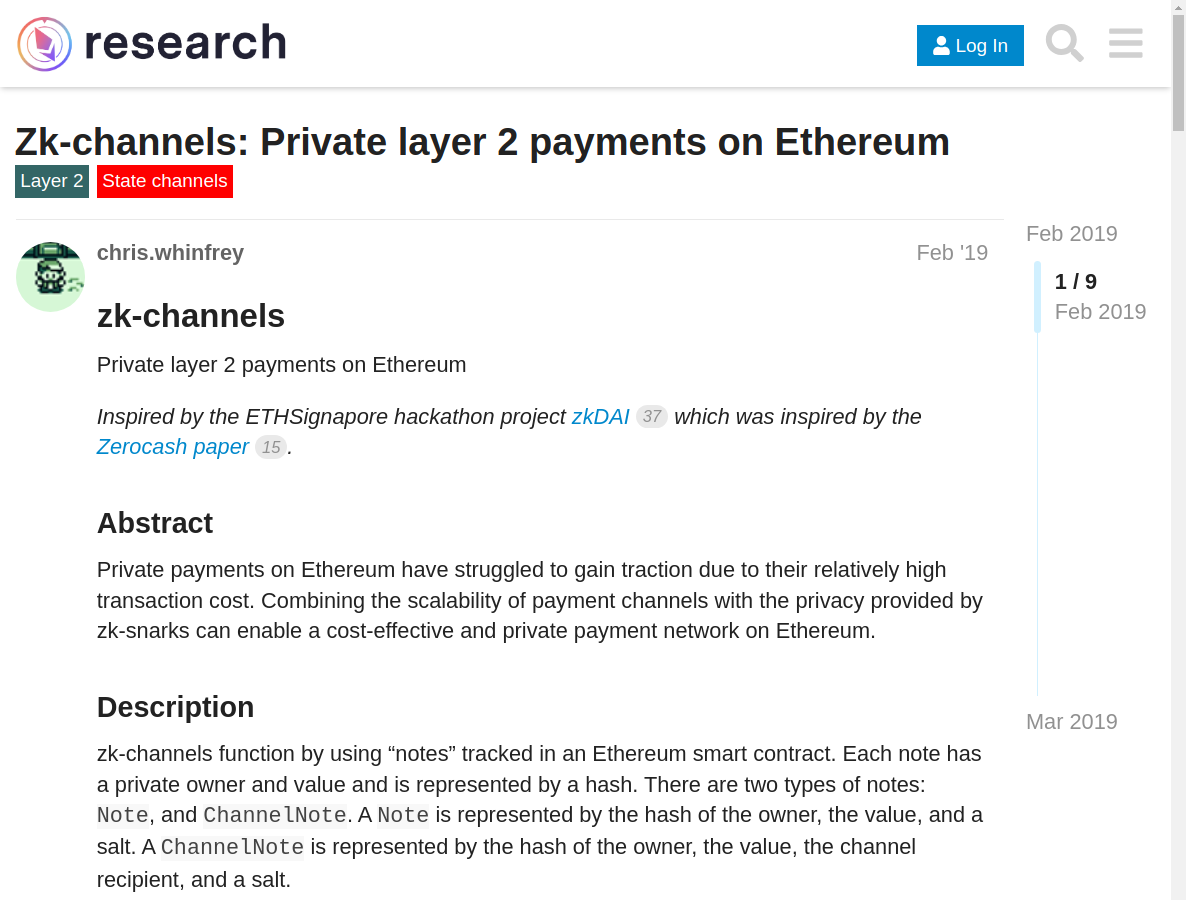 research
Log In
Zk-channels: Private layer 2 payments on Ethereum
Layer 2 State channels
chris.whinfrey Feb '19
Feb 2019
1 / 9
Feb 2019
zk-channels
Private layer 2 payments on Ethereum
Inspired by the ETHSignapore hackathon project zkDAI 37 which was inspired by the
Zerocash paper 15.
Abstract
Private payments on Ethereum have struggled to gain traction due to their relatively high
transaction cost. Combining the scalability of payment channels with the privacy provided by
zk-snarks can enable a cost-effective and private payment network on Ethereum.
Description
Mar 2019
zk-channels function by using “notes” tracked in an Ethereum smart contract. Each note has
a private owner and value and is represented by a hash. There are two types of notes:
Note, and ChannelNote. A Note is represented by the hash of the owner, the value, and a
salt. A ChannelNote is represented by the hash of the owner, the value, the channel
recipient, and a salt.